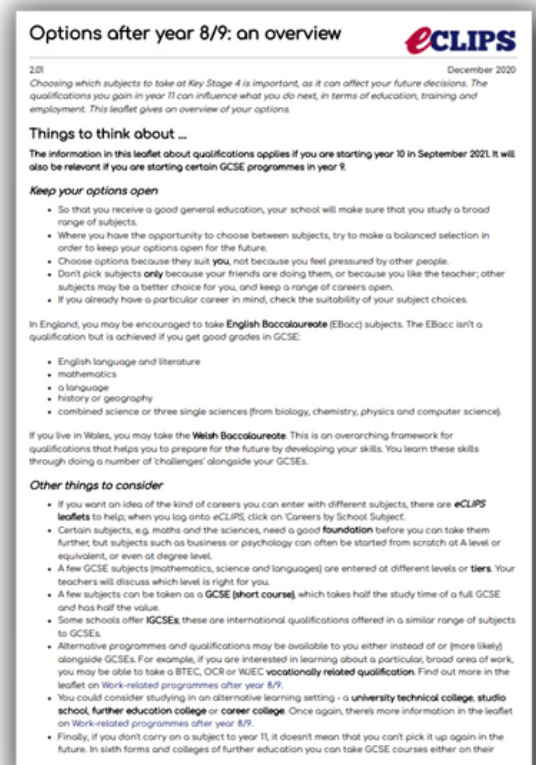 Options after year 8/9: an overview
eCLIPS
2.01
December 2020
Choosing which subjects to take at Key Stage 4 is important, as it can affect your future decisions. The
qualifications you gain in year 11 can influence what you do next, in terms of education, training and
employment. This leaflet gives an overview of your options.
Things to think about ...
The information in this leaflet about qualifications applies if you are starting year 10 in September 2021. It will
also be relevant if you are starting certain GCSE programmes in year 9.
Keep your options open
• So that you receive a good general education, your school will make sure that you study a broad
range of subjects.
• Where you have the opportunity to choose between subjects, try to make a balanced selection in
order to keep your options open for the future.
• Choose options because they suit you, not because you feel pressured by other people.
• Don't pick subjects only because your friends are doing them, or because you like the teacher; other
subjects may be a better choice for you, and keep a range of careers open.
• If you already have a particular career in mind, check the suitability of your subject choices.
In England, you may be encouraged to take English Baccalaureate (EBacc) subjects. The EBacc isn't a
qualification but is achieved if you get good grades in GCSE:
• English language and literature
• mathematics
• a language
• history or geography
• combined science or three single sciences (from biology, chemistry, physics and computer science).
If you live in Wales, you may take the Welsh Baccalaureate. This is an overarching framework for
qualifications that helps you to prepare for the future by developing your skills. You learn these skills
through doing a number of 'challenges' alongside your GCSEs.
Other things to consider
• If you want an idea of the kind of careers you can enter with different subjects, there are eCLIPS
leaflets to help; when you log onto eCLIPS, click on 'Careers by School Subject'.
• Certain subjects, e.g. maths and the sciences, need a good foundation before you can take them
further, but subjects such as business or psychology can often be started from scratch at A level or
equivalent, or even at degree level.
• A few GCSE subjects (mathematics, science and languages) are entered at different levels or tiers. Your
teachers will discuss which level is right for you.
• A few subjects can be taken as a GCSE (short course), which takes half the study time of a full GCSE
and has half the value.
• Some schools offer IGCSEs; these are international qualifications offered in a similar range of subjects
to GCSEs.
• Alternative programmes and qualifications may be available to you either instead of or (more likely)
alongside GCSEs. For example, if you are interested in learning about a particular, broad area of work,
you may be able to take a BTEC, OCR or WJEC vocationally related qualification. Find out more in the
leaflet on Work-related programmes after year 8/9.
• You could consider studying in an alternative learning setting - a university technical college, studio
school, further education college or career college. Once again, there's more information in the leaflet
on Work-related programmes after year 8/9.
• Finally, if you don't carry on a subject to year 11, it doesn't mean that you can't pick it up again in the
future. In sixth forms and colleges of further education you can take GCSE courses either on their